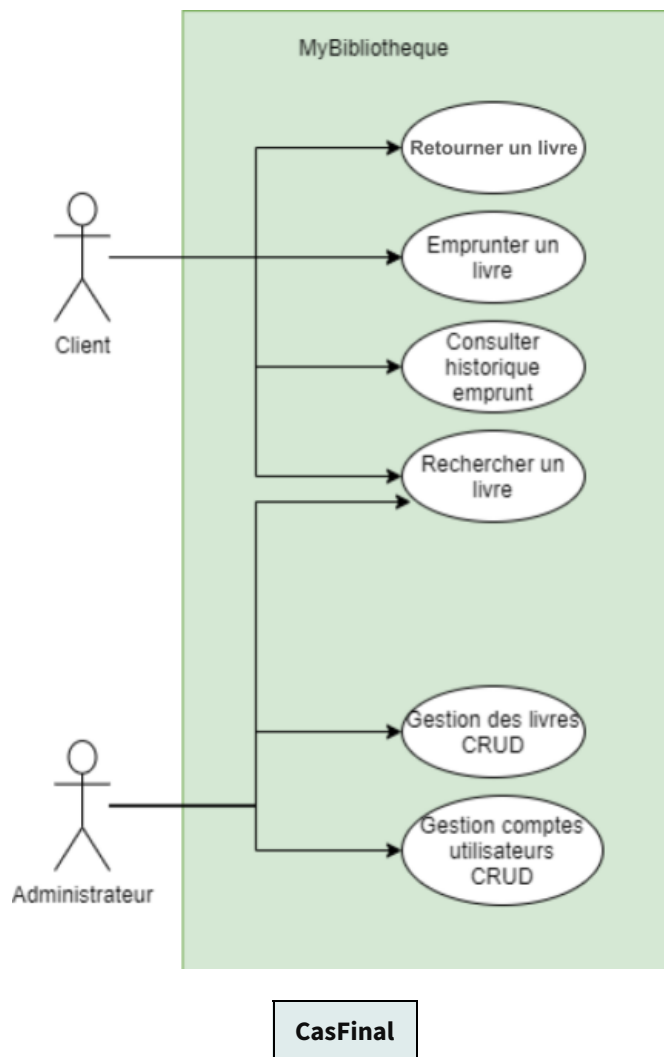 MyBibliotheque
Retourner un livre
Emprunter un
livre
Client
Consulter
historique
emprunt
Rechercher un
livre
Gestion des livres
CRUD
Gestion comptes
utilisateurs
CRUD
Administrateur
CasFinal